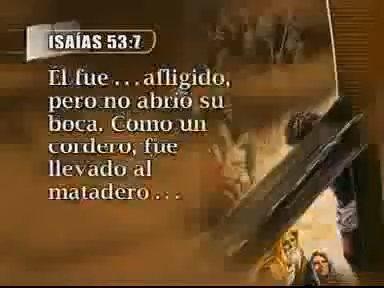 ISAÍAS 53:7
Él fue ... afligido,
pero no abrió su
boca. Como un
cordero, fue
llevado al
matadero ...